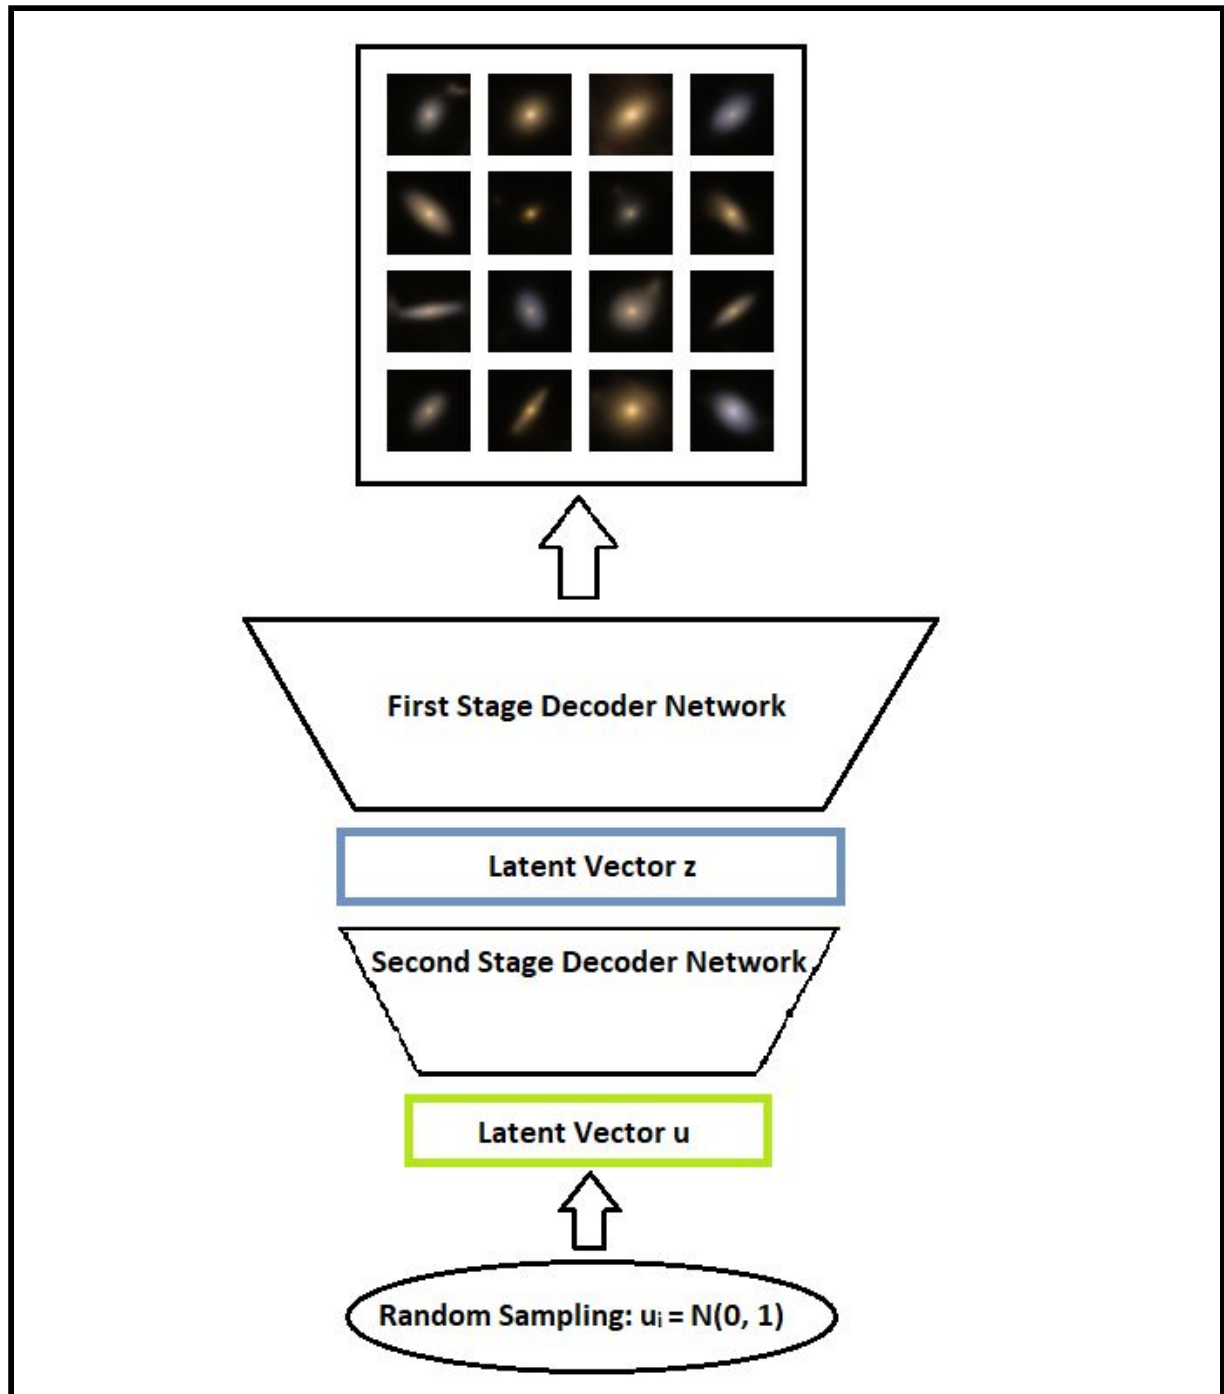 First Stage Decoder Network
Latent Vector z
Second Stage Decoder Network
Latent Vector u
Random Sampling: uᵢ = N(0, 1)